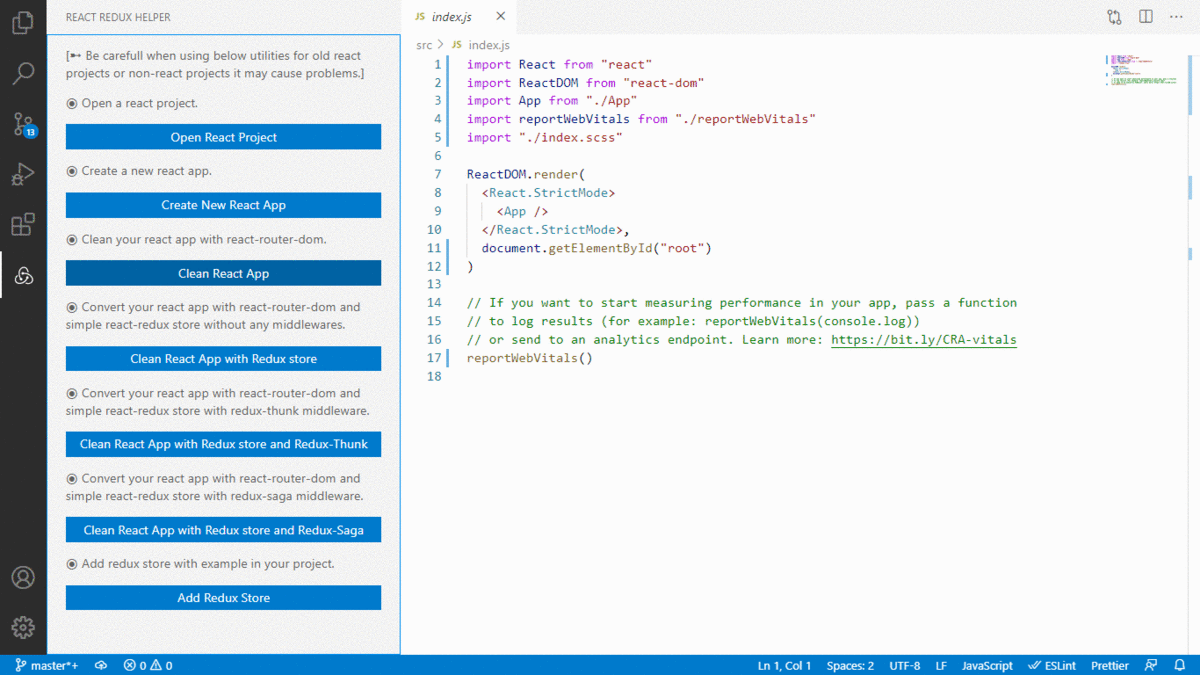 REACT REDUX HELPER
[➸ Be carefull when using below utilities for old react
projects or non-react projects it may cause problems.]
Open a react project.
Open React Project
Create a new react app.
Create New React App
Clean your react app with react-router-dom.
Clean React App
Convert your react app with react-router-dom and
simple react-redux store without any middlewares.
Clean React App with Redux store
Convert your react app with react-router-dom and
simple react-redux store with redux-thunk middleware.
Clean React App with Redux store and Redux-Thunk
Convert your react app with react-router-dom and
simple react-redux store with redux-saga middleware.
Clean React App with Redux store and Redux-Saga
Add redux store with example in your project.
Add Redux Store
13
JS index.js
src > JS index.js
1 import React from "react"
2 import ReactDOM from "react-dom"
3 import App from "./App"
4 import reportWebVitals from "./reportWebVitals"
5 import "./index.scss"
6
7 ReactDOM.render(
8 <React.StrictMode>
9 <App />
10 </React.StrictMode>,
11 document.getElementById("root")
12 )
13
14 // If you want to start measuring performance in your app, pass a function
15 // to log results (for example: reportWebVitals(console.log))
16 // or send to an analytics endpoint. Learn more: https://bit.ly/CRA-vitals
17 reportWebVitals()
18
master*+ 0 0 Ln 1, Col 1 Spaces: 2 UTF-8 LF JavaScript ESLint Prettier